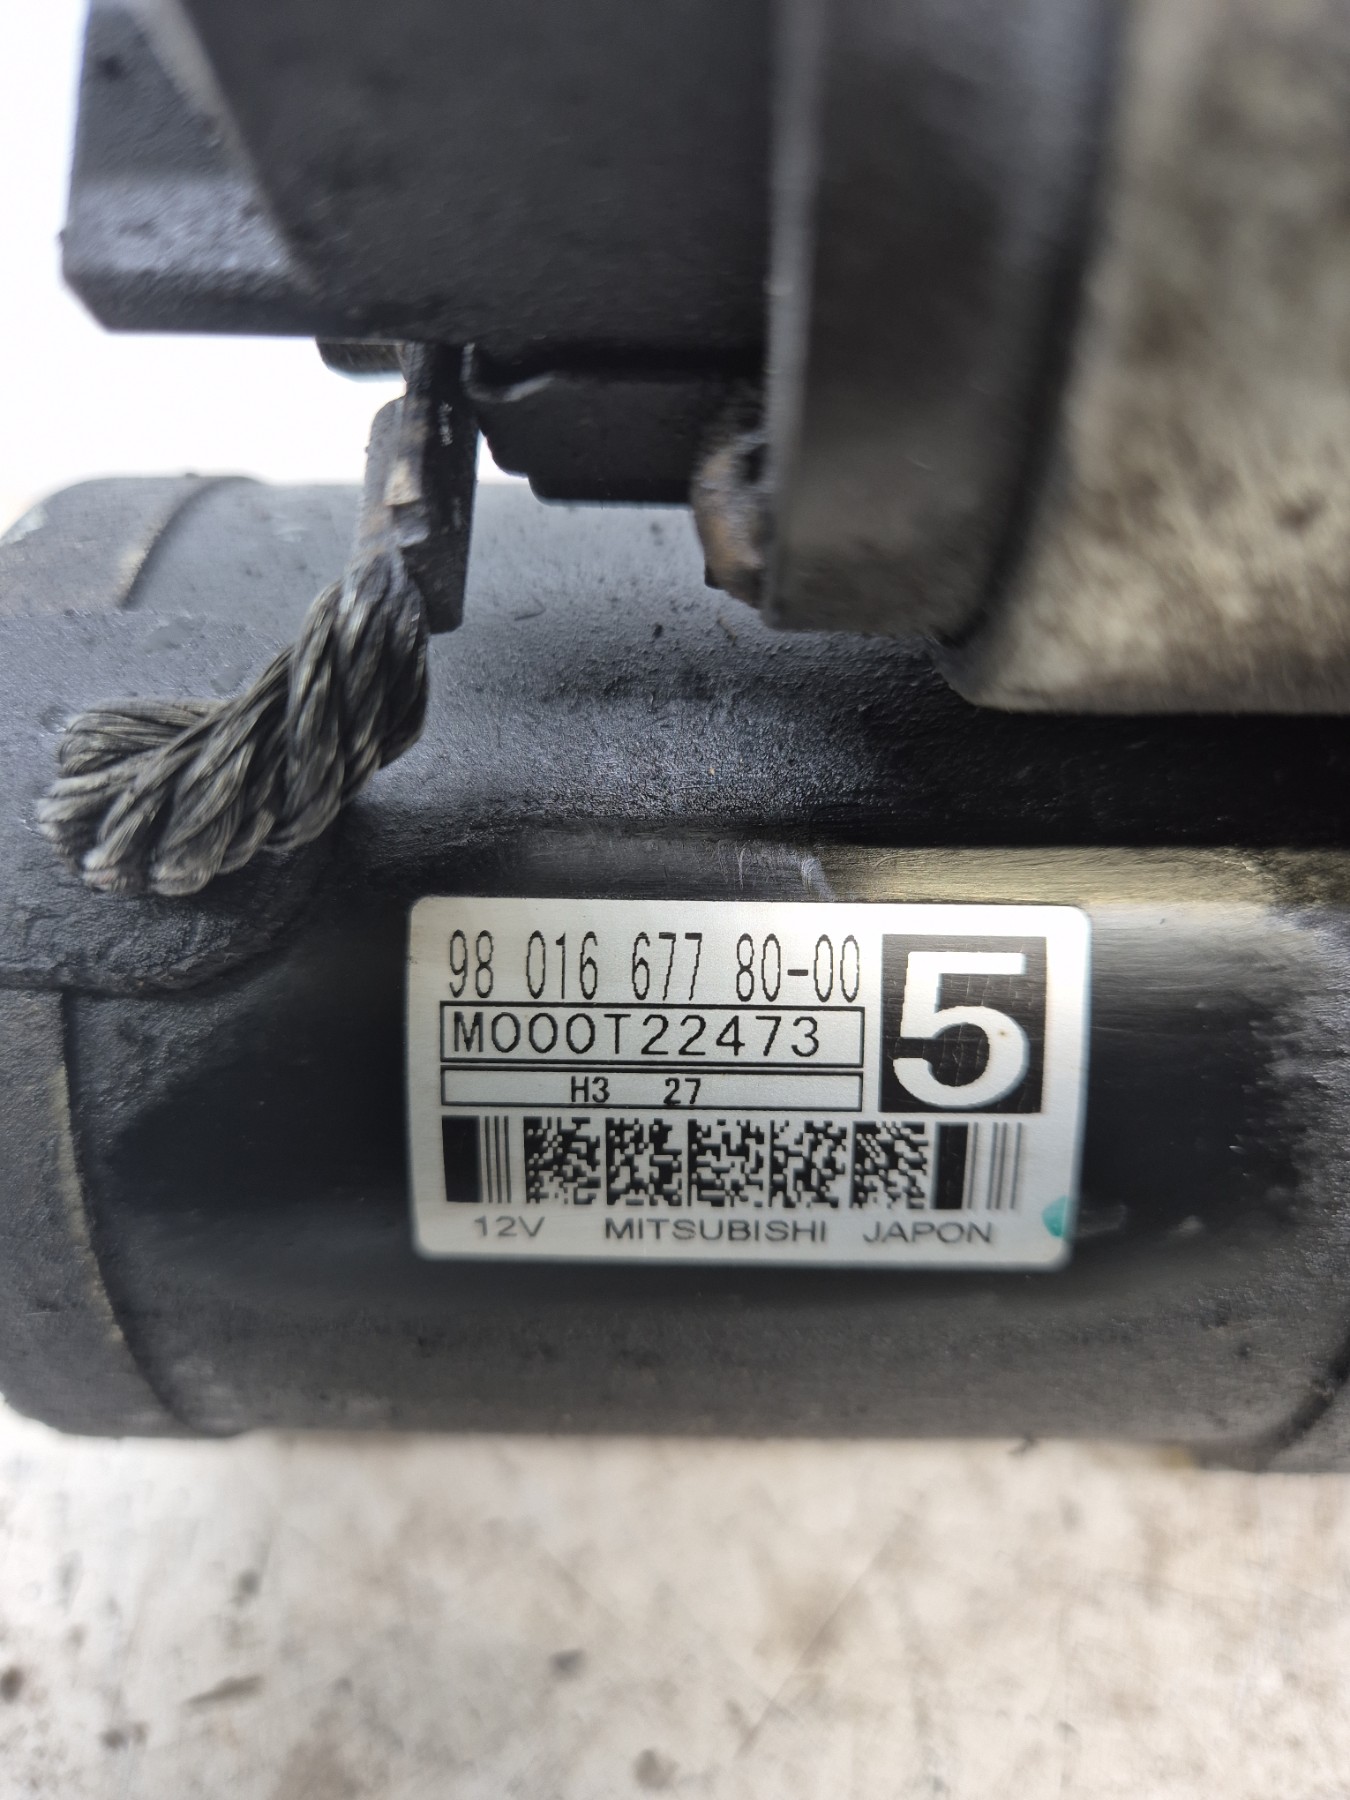 98 016 677 80-00
5
M000T22473
H3 27
12V MITSUBISHI JAPON